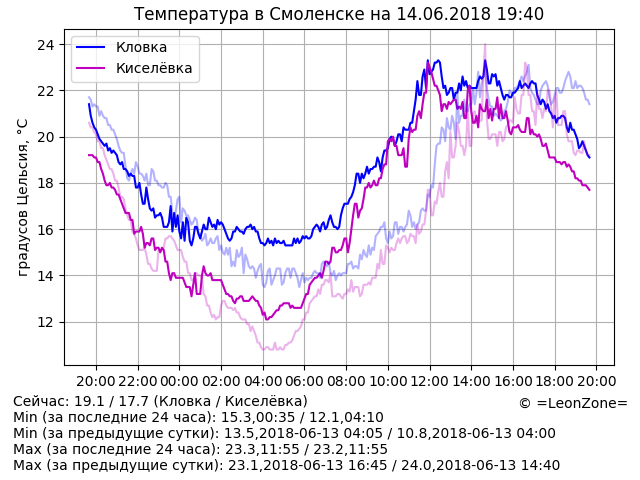 Температура в Смоленске на 14.06.2018 19:40
Кловка
Киселёвка
градусов Цельсия, °C
24
22
20
18
16
14
12
20:00 22:00 00:00 02:00 04:00 06:00 08:00 10:00 12:00 14:00 16:00 18:00 20:00
Сейчас: 19.1 / 17.7 (Кловка / Киселёвка)
© =LeonZone=
Min (за последние 24 часа): 15.3,00:35 / 12.1,04:10
Min (за предыдущие сутки): 13.5,2018-06-13 04:05 / 10.8,2018-06-13 04:00
Max (за последние 24 часа): 23.3,11:55 / 23.2,11:55
Max (за предыдущие сутки): 23.1,2018-06-13 16:45 / 24.0,2018-06-13 14:40